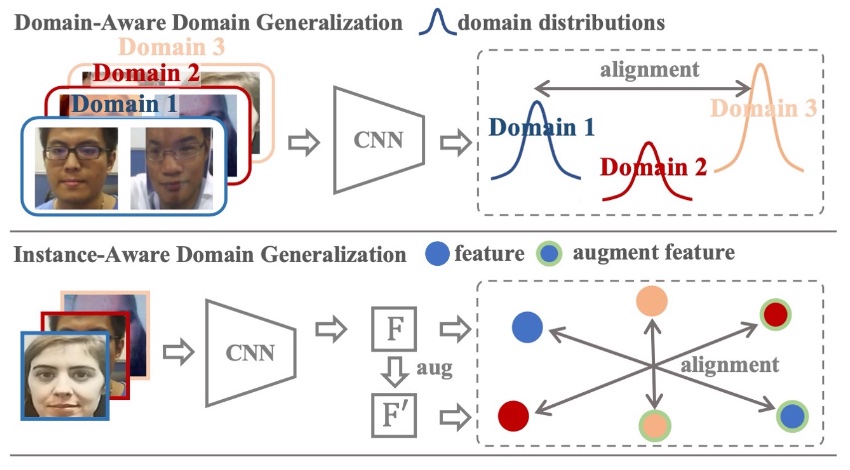 Domain-Aware Domain Generalization
domain distributions
Domain 3
Domain 2
Domain 1
CNN
alignment
Domain 1
Domain 2
Domain 3
Instance-Aware Domain Generalization
feature
augment feature
CNN
F
aug
F′
alignment